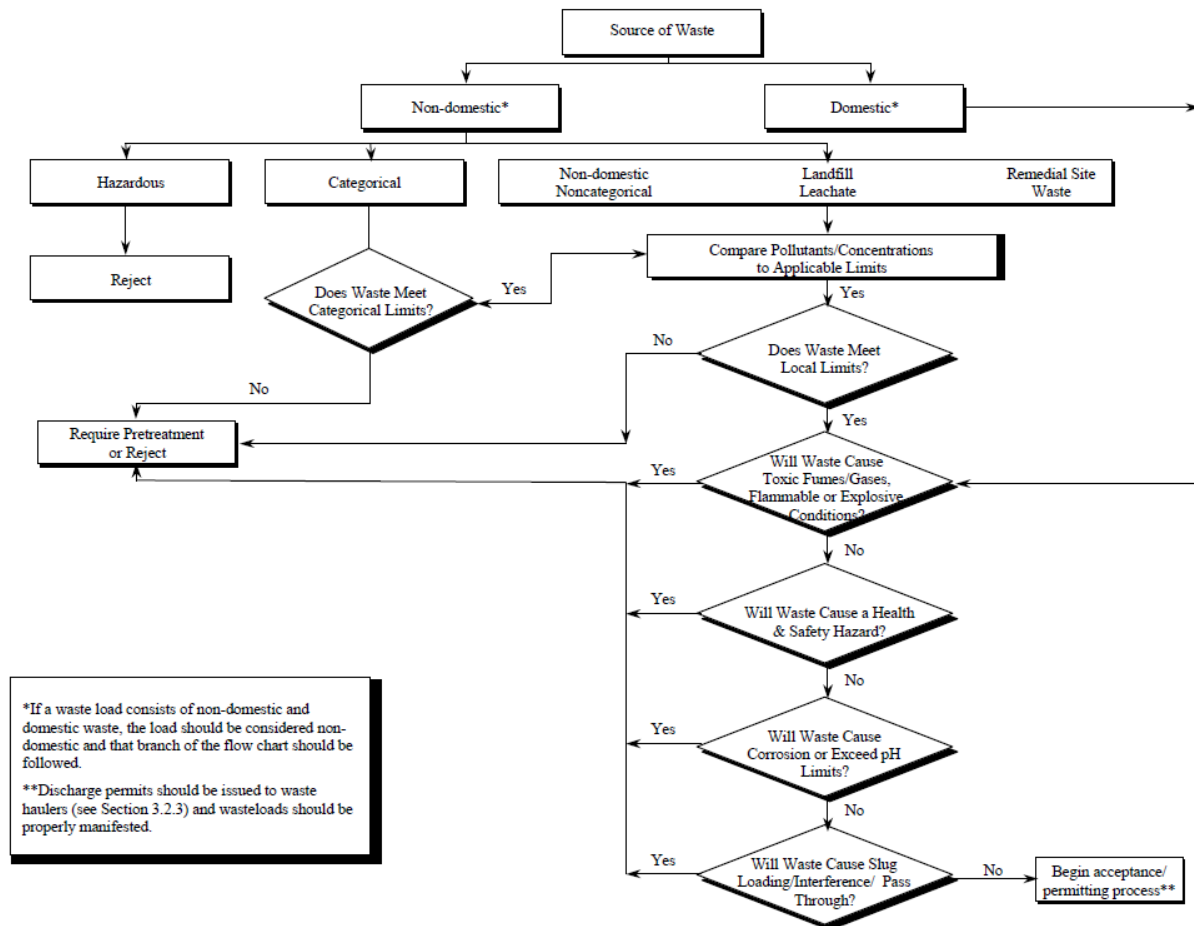 Source of Waste
Non-domestic*
Domestic*
Hazardous
Categorical
Non-domestic
Noncategorical
Landfill
Leachate
Remedial Site
Waste
Reject
Compare Pollutants/Concentrations
to Applicable Limits
Does Waste Meet
Categorical Limits?
Yes
Yes
No
Does Waste Meet
Local Limits?
No
Yes
Require Pretreatment
or Reject
Will Waste Cause
Toxic Fumes/Gases,
Flammable or Explosive
Conditions?
Yes
No
Will Waste Cause a Health
& Safety Hazard?
Yes
No
Will Waste Cause
Corrosion or Exceed pH
Limits?
Yes
No
Will Waste Cause Slug
Loading/Interference/ Pass
Through?
Yes
No
Begin acceptance/
permitting process**
*If a waste load consists of non-domestic and
domestic waste, the load should be considered non-
domestic and that branch of the flow chart should be
followed.
**Discharge permits should be issued to waste
haulers (see Section 3.2.3) and wasteloads should be
properly manifested.